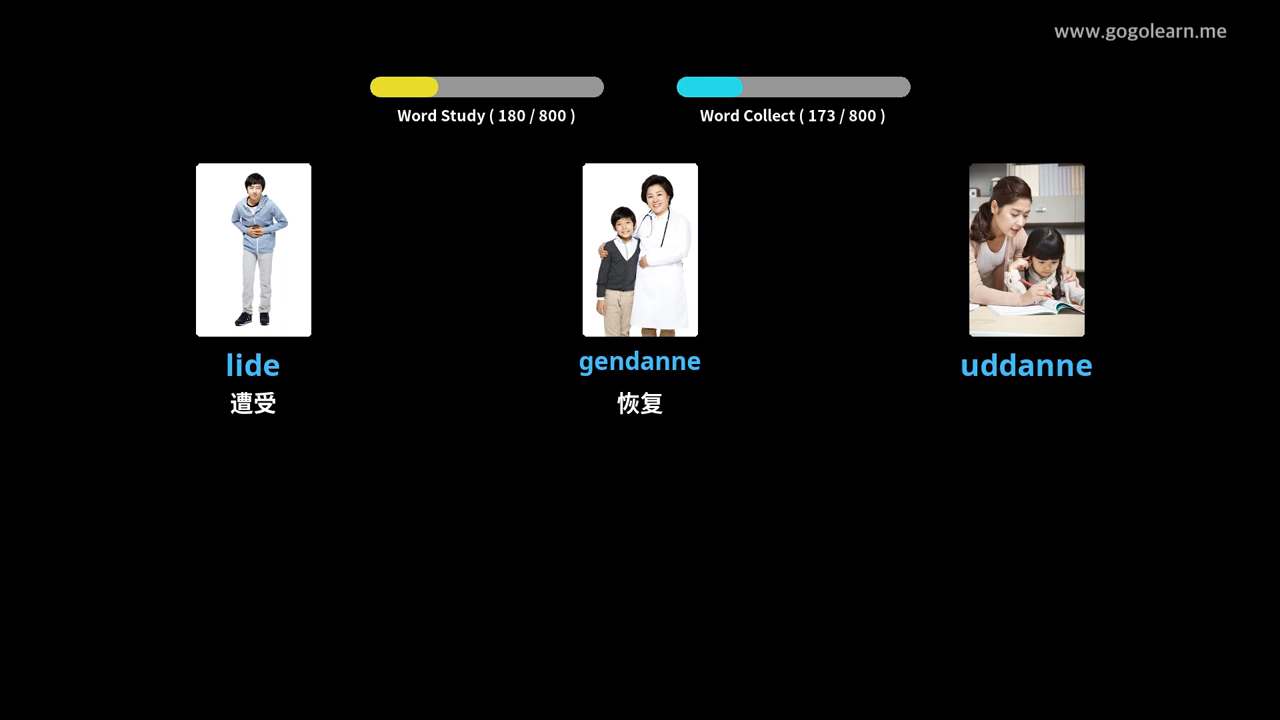 www.gogolearn.me
Word Study ( 180 / 800 )
Word Collect ( 173 / 800 )
lide
gendanne
uddanne
遭受
恢复